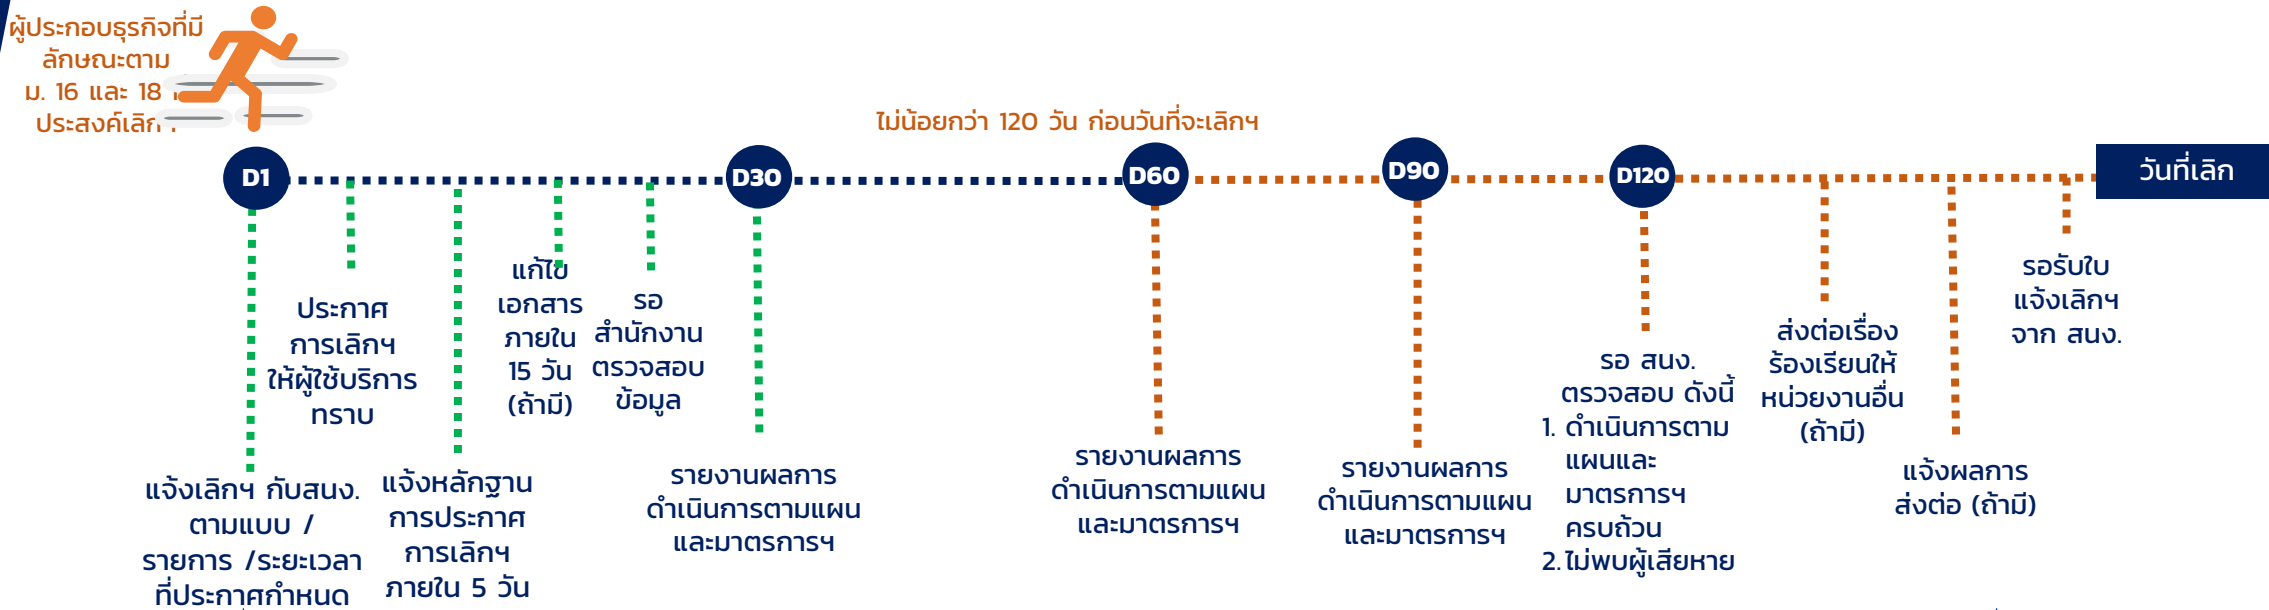 ผู้ประกอบธุรกิจที่มี
ลักษณะตาม
ม. 16 และ 18
ประสงค์เลิก
ไม่น้อยกว่า 120 วัน ก่อนวันที่จะเลิกฯ
D1
D30
D60
D90
D120
วันที่เลิก
แจ้งเลิกฯ กับสนง.
ตามแบบ /
รายการ /ระยะเวลา
ที่ประกาศกำหนด
ประกาศ
การเลิกฯ
ให้ผู้ใช้บริการ
ทราบ
แจ้งหลักฐาน
การประกาศ
การเลิกฯ
ภายใน 5 วัน
แก้ไข
เอกสาร
ภายใน
15 วัน
(ถ้ามี)
รอ
สำนักงาน
ตรวจสอบ
ข้อมูล
รายงานผลการ
ดำเนินการตามแผน
และมาตรการฯ
รายงานผลการ
ดำเนินการตามแผน
และมาตรการฯ
รายงานผลการ
ดำเนินการตามแผน
และมาตรการฯ
รอ สนง.
ตรวจสอบ ดังนี้
1. ดำเนินการตาม
แผนและ
มาตรการฯ
ครบถ้วน
2. ไม่พบผู้เสียหาย
ส่งต่อเรื่อง
ร้องเรียนให้
หน่วยงานอื่น
(ถ้ามี)
แจ้งผลการ
ส่งต่อ (ถ้ามี)
รอรับใบ
แจ้งเลิกฯ
จาก สนง.